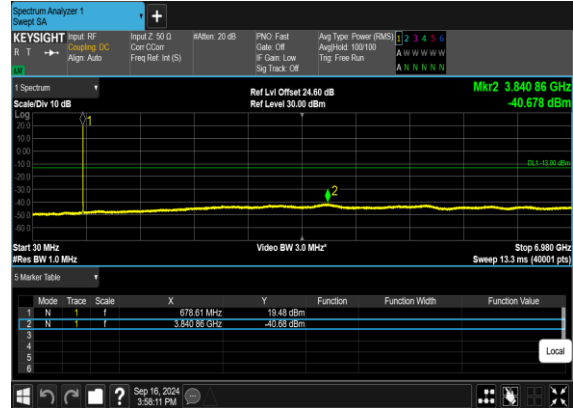 Spectrum Analyzer 1
Swept SA
+
KEYSIGHT Input: RF Input Z: 50 Ω #Atten: 20 dB PNO: Fast Avg Type: Power (RMS) 1 2 3 4 5 6
R T Coupling: DC Corr CCorr Gate: Off Avg|Hold: 100/100 A W W W W W
Align: Auto Freq Ref: Int (S) IF Gain: Low Trig: Free Run
LW Sig Track: Off A N N N N N
1 Spectrum Ref Lvl Offset 24.60 dB Mkr2 3.840 86 GHz
Scale/Div 10 dB Ref Level 30.00 dBm -40.678 dBm
Log
20.0
10.0
0.00
-10.0
-20.0
-30.0
-40.0
-50.0
-60.0
1
DL1 -13.00 dBm
2
Start 30 MHz Video BW 3.0 MHz* Stop 6.980 GHz
#Res BW 1.0 MHz Sweep 13.3 ms (40001 pts)
5 Marker Table
Mode Trace Scale X Y Function Function Width Function Value
1 N 1 f 678.61 MHz 19.48 dBm
2 N 1 f 3.840 86 GHz -40.68 dBm
3
4
5
6
Local
? Sep 16, 2024
3:58:11 PM